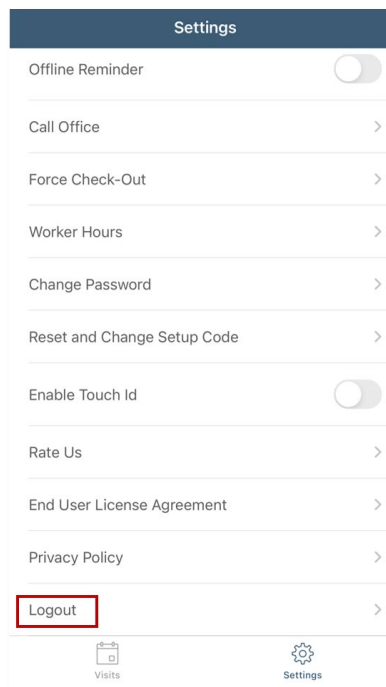 Settings
Offline Reminder
Call Office
Force Check-Out
Worker Hours
Change Password
Reset and Change Setup Code
Enable Touch Id
Rate Us
End User License Agreement
Privacy Policy
Logout
Visits
Settings